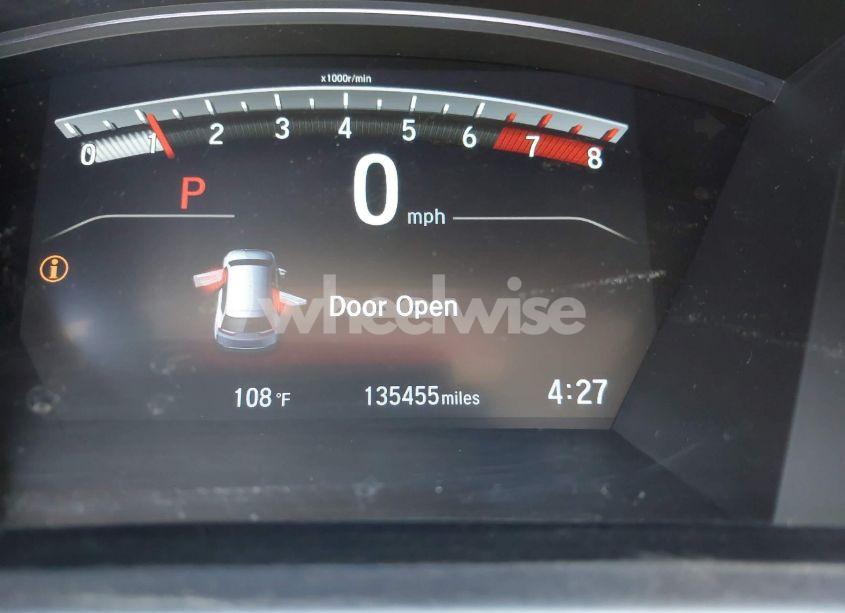 x1000r/min
0 1 2 3 4 5 6 7 8
P 0 mph
i
wheelwise
Door Open
108°F 135455 miles 4:27